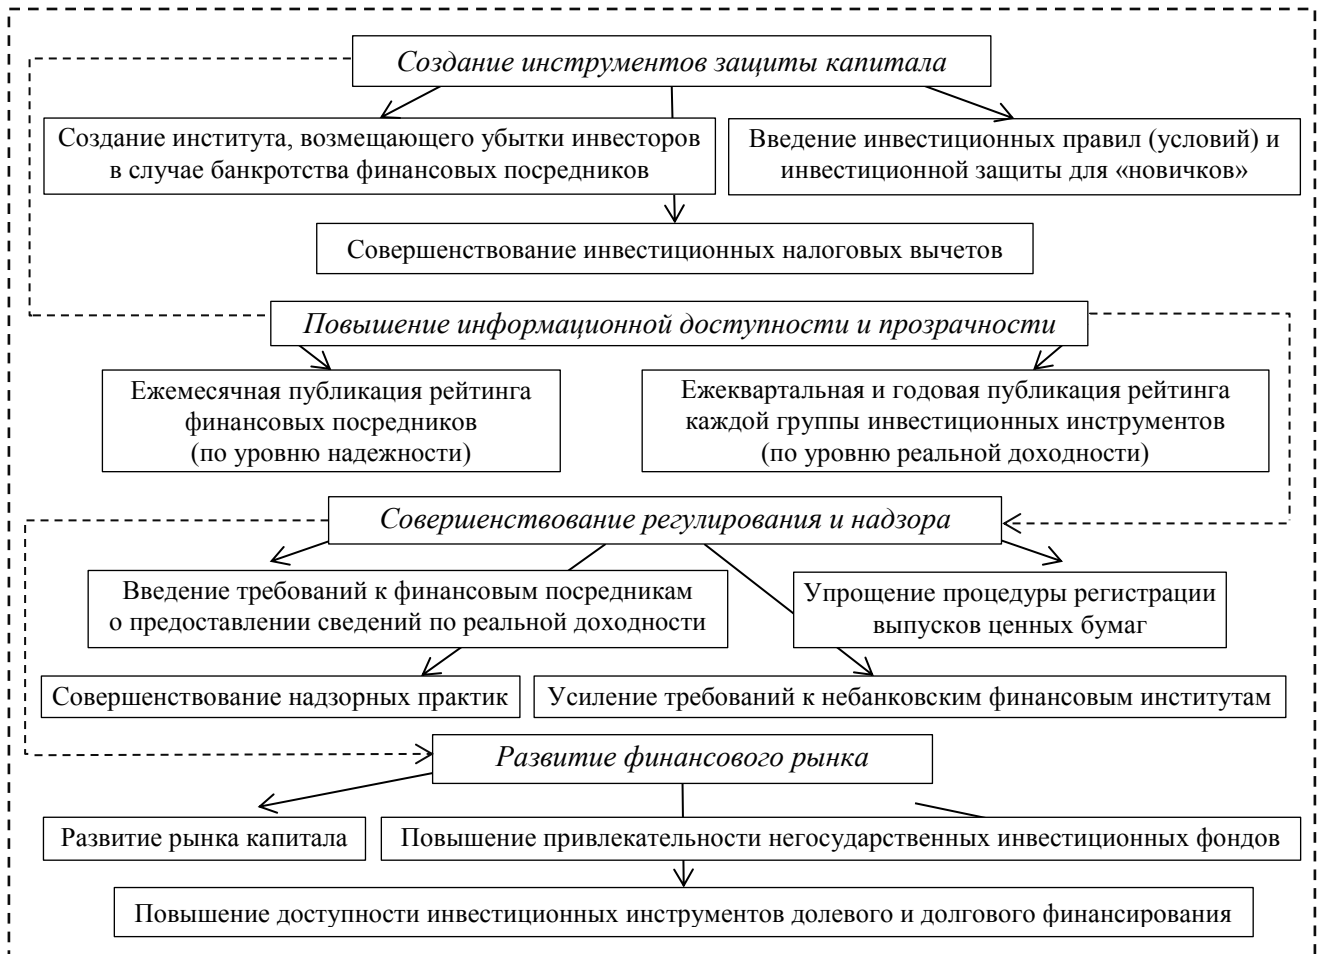 Создание инструментов защиты капитала
Создание института, возмещающего убытки инвесторов
в случае банкротства финансовых посредников
Введение инвестиционных правил (условий) и
инвестиционной защиты для «новичков»
Совершенствование инвестиционных налоговых вычетов
Повышение информационной доступности и прозрачности
Ежемесячная публикация рейтинга
финансовых посредников
(по уровню надежности)
Ежеквартальная и годовая публикация рейтинга
каждой группы инвестиционных инструментов
(по уровню реальной доходности)
Совершенствование регулирования и надзора
Введение требований к финансовым посредникам
о предоставлении сведений по реальной доходности
Упрощение процедуры регистрации
выпусков ценных бумаг
Совершенствование надзорных практик
Усиление требований к небанковским финансовым институтам
Развитие финансового рынка
Развитие рынка капитала
Повышение привлекательности негосударственных инвестиционных фондов
Повышение доступности инвестиционных инструментов долевого и долгового финансирования